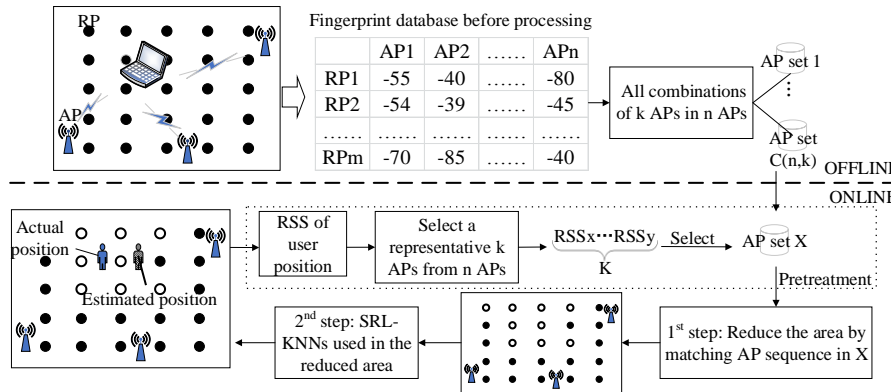 RP
AP
Fingerprint database before processing
AP1 AP2 ...... APn
RP1 -55 -40 ...... -80
RP2 -54 -39 ...... -45
...... ...... ...... ...... ......
RPm -70 -85 ...... -40
All combinations
of k APs in n APs
AP set 1
⋮
AP set
C(n,k)
OFFLINE
ONLINE
Actual
position
Estimated position
RSS of
user
position
Select a
representative k
APs from n APs
RSSx···RSSy
K
Select
AP set X
Pretreatment
1st step: Reduce the area by
matching AP sequence in X
2nd step: SRL-
KNNs used in the
reduced area